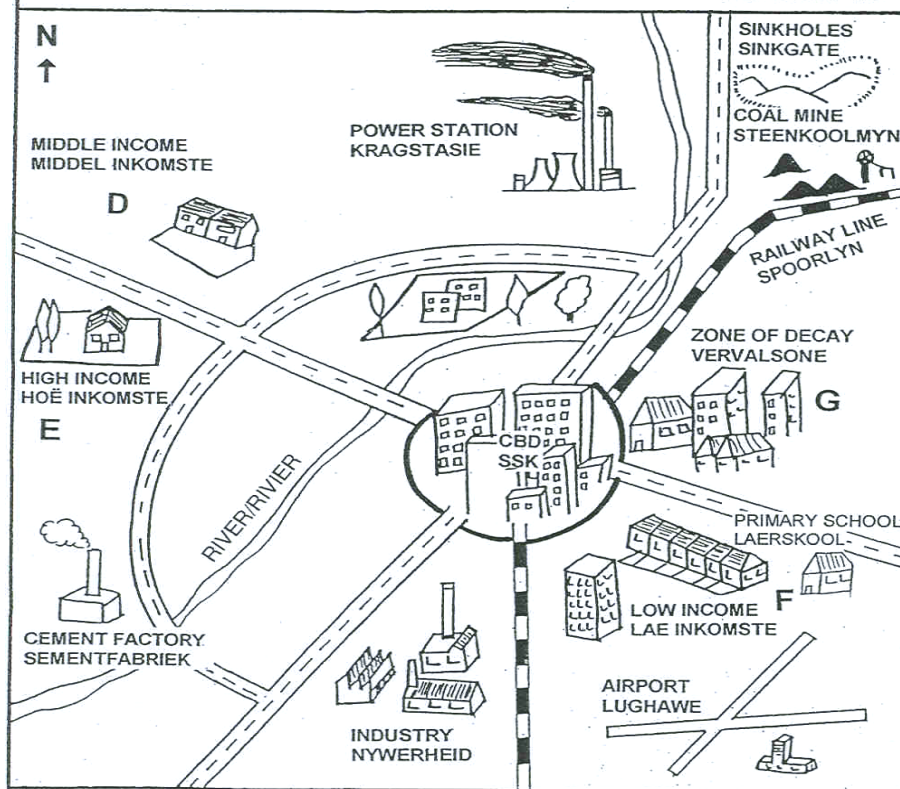 N
SINKHOLES
SINKGATE
COAL MINE
STEENKOOLMYN
POWER STATION
KRAGSTASIE
MIDDLE INCOME
MIDDEL INKOMSTE
D
RAILWAY LINE
SPOORLYN
ZONE OF DECAY
VERVALSONE
G
HIGH INCOME
HOË INKOMSTE
E
CBD
SSK
RIVER/RIVIER
PRIMARY SCHOOL
LAERSKOOL
LOW INCOME
LAE INKOMSTE
F
CEMENT FACTORY
SEMENTFABRIEK
AIRPORT
LUGHAWE
INDUSTRY
NYWERHEID